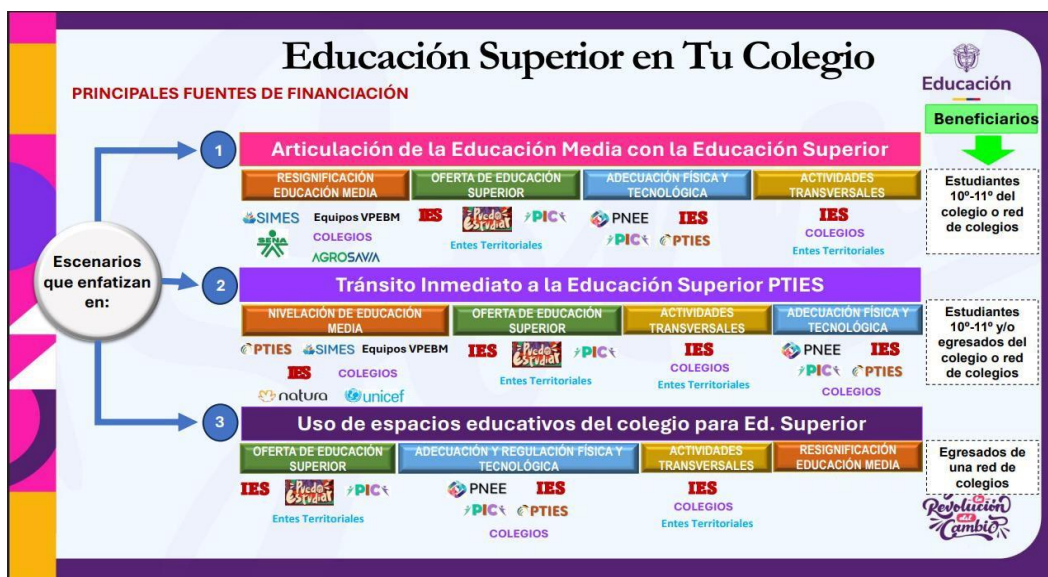 Educación Superior en Tu Colegio
PRINCIPALES FUENTES DE FINANCIACIÓN
Educación
Beneficiarios
Escenarios
que enfatizan
en:
1
Articulación de la Educación Media con la Educación Superior
RESIGNIFICACIÓN
EDUCACIÓN MEDIA
SIMES Equipos VPEBM
SENA COLEGIOS
AGROSAVIA
OFERTA DE EDUCACIÓN
SUPERIOR
IES Puedo Estudiar PIC
Entes Territoriales
ADECUACIÓN FÍSICA Y
TECNOLÓGICA
PNEE IES
PIC PTIES
ACTIVIDADES
TRANSVERSALES
IES
COLEGIOS
Entes Territoriales
Estudiantes
10º-11º del
colegio o red
de colegios
2
Tránsito Inmediato a la Educación Superior PTIES
NIVELACIÓN DE EDUCACIÓN
MEDIA
PTIES SIMES Equipos VPEBM
IES COLEGIOS
natura unicef
OFERTA DE EDUCACIÓN
SUPERIOR
IES Puedo Estudiar PIC
Entes Territoriales
ACTIVIDADES
TRANSVERSALES
IES
COLEGIOS
Entes Territoriales
ADECUACIÓN FÍSICA Y
TECNOLÓGICA
PNEE IES
PIC PTIES
COLEGIOS
Estudiantes
10º-11º y/o
egresados del
colegio o red
de colegios
3
Uso de espacios educativos del colegio para Ed. Superior
OFERTA DE EDUCACIÓN
SUPERIOR
IES Puedo Estudiar PIC
Entes Territoriales
ADECUACIÓN Y REGULACIÓN FÍSICA Y
TECNOLÓGICA
PNEE IES
PIC PTIES
COLEGIOS
ACTIVIDADES
TRANSVERSALES
IES
COLEGIOS
Entes Territoriales
RESIGNIFICACIÓN
EDUCACIÓN MEDIA
Egresados de
una red de
colegios
la
Revolución
del
Cambio